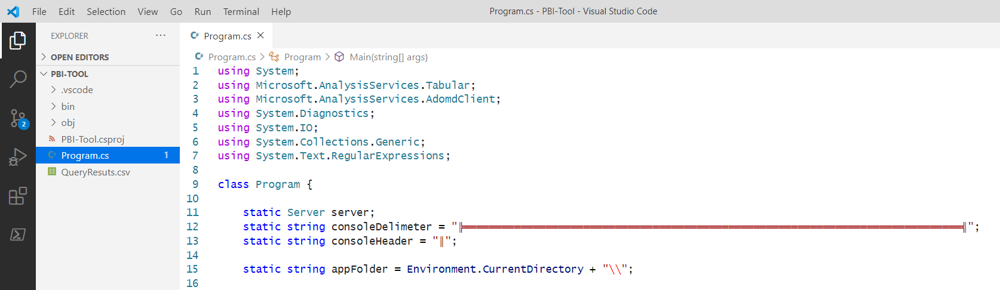 File Edit Selection View Go Run Terminal Help Program.cs - PBI-Tool - Visual Studio Code
EXPLORER ···
OPEN EDITORS
PBI-TOOL
.vscode
bin
obj
PBI-Tool.csproj
Program.cs 1
QueryResuts.csv
2
C# Program.cs ×
C# Program.cs > Program > Main(string[] args)
1 using System;
2 using Microsoft.AnalysisServices.Tabular;
3 using Microsoft.AnalysisServices.AdomdClient;
4 using System.Diagnostics;
5 using System.IO;
6 using System.Collections.Generic;
7 using System.Text.RegularExpressions;
8
9 class Program {
10
11 static Server server;
12 static string consoleDelimeter = "╠═══════════════════════════════════════════════════════════════════════════════╣";
13 static string consoleHeader = "║";
14
15 static string appFolder = Environment.CurrentDirectory + "\\";
16